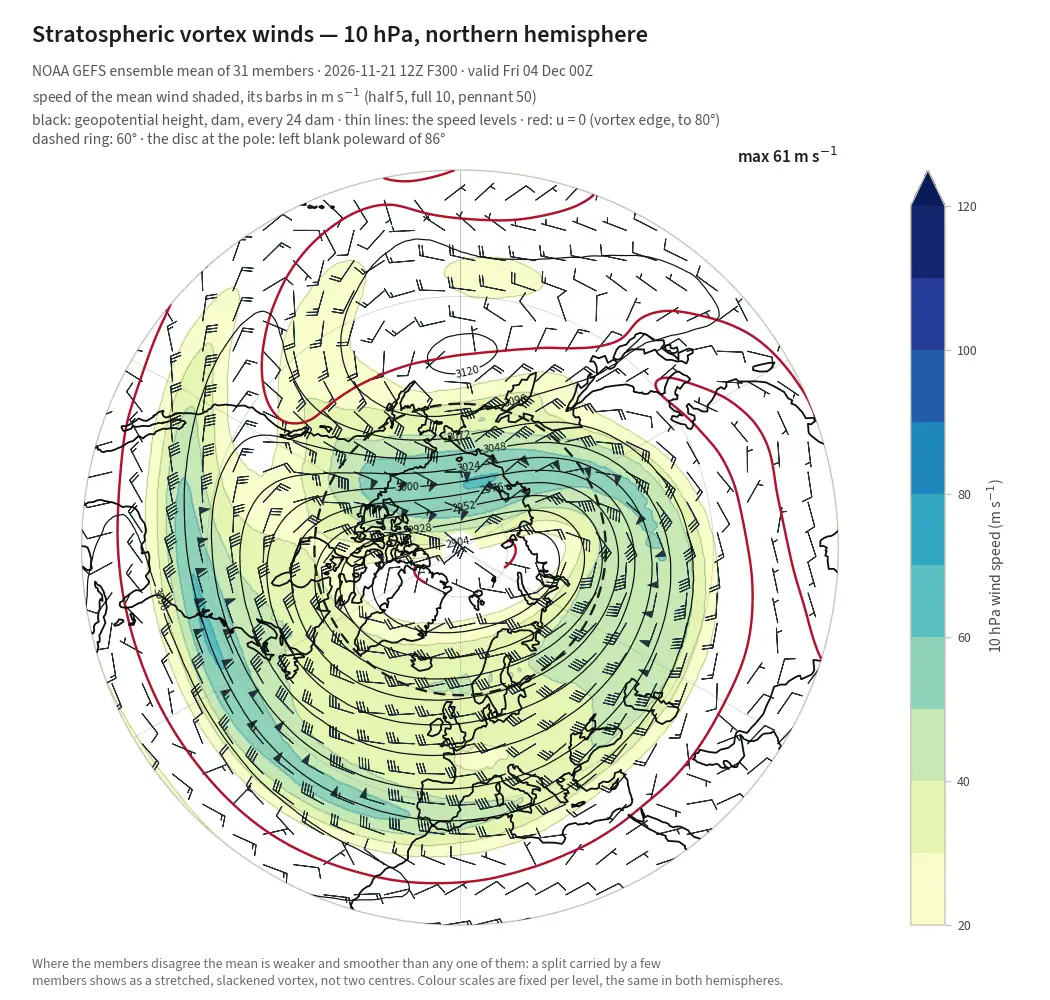 Stratospheric vortex winds — 10 hPa, northern hemisphere
NOAA GEFS ensemble mean of 31 members · 2026-11-21 12Z F300 · valid Fri 04 Dec 00Z
speed of the mean wind shaded, its barbs in m s⁻¹ (half 5, full 10, pennant 50)
black: geopotential height, dam, every 24 dam · thin lines: the speed levels · red: u = 0 (vortex edge, to 80°)
dashed ring: 60° · the disc at the pole: left blank poleward of 86°
max 61 m s⁻¹
120
100
80
60
40
20
10 hPa wind speed (m s⁻¹)
3120
3096
3072
3048
3024
3000
2976
2952
2928
2904
Where the members disagree the mean is weaker and smoother than any one of them: a split carried by a few
members shows as a stretched, slackened vortex, not two centres. Colour scales are fixed per level, the same in both hemispheres.